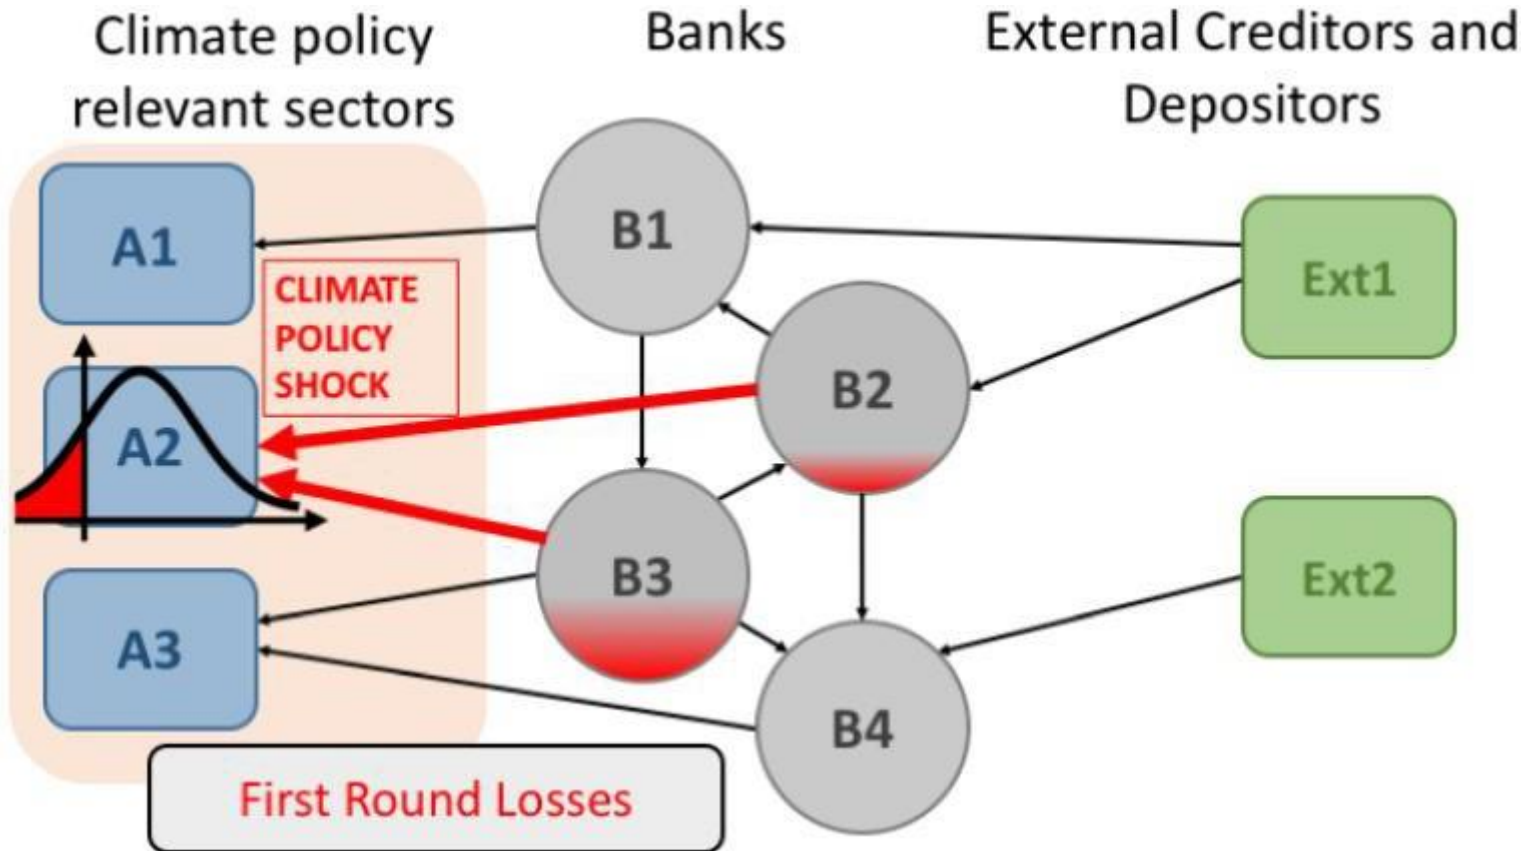 Climate policy
relevant sectors
Banks
External Creditors and
Depositors
A1
B1
Ext1
CLIMATE
POLICY
SHOCK
B2
A2
B3
Ext2
A3
B4
First Round Losses